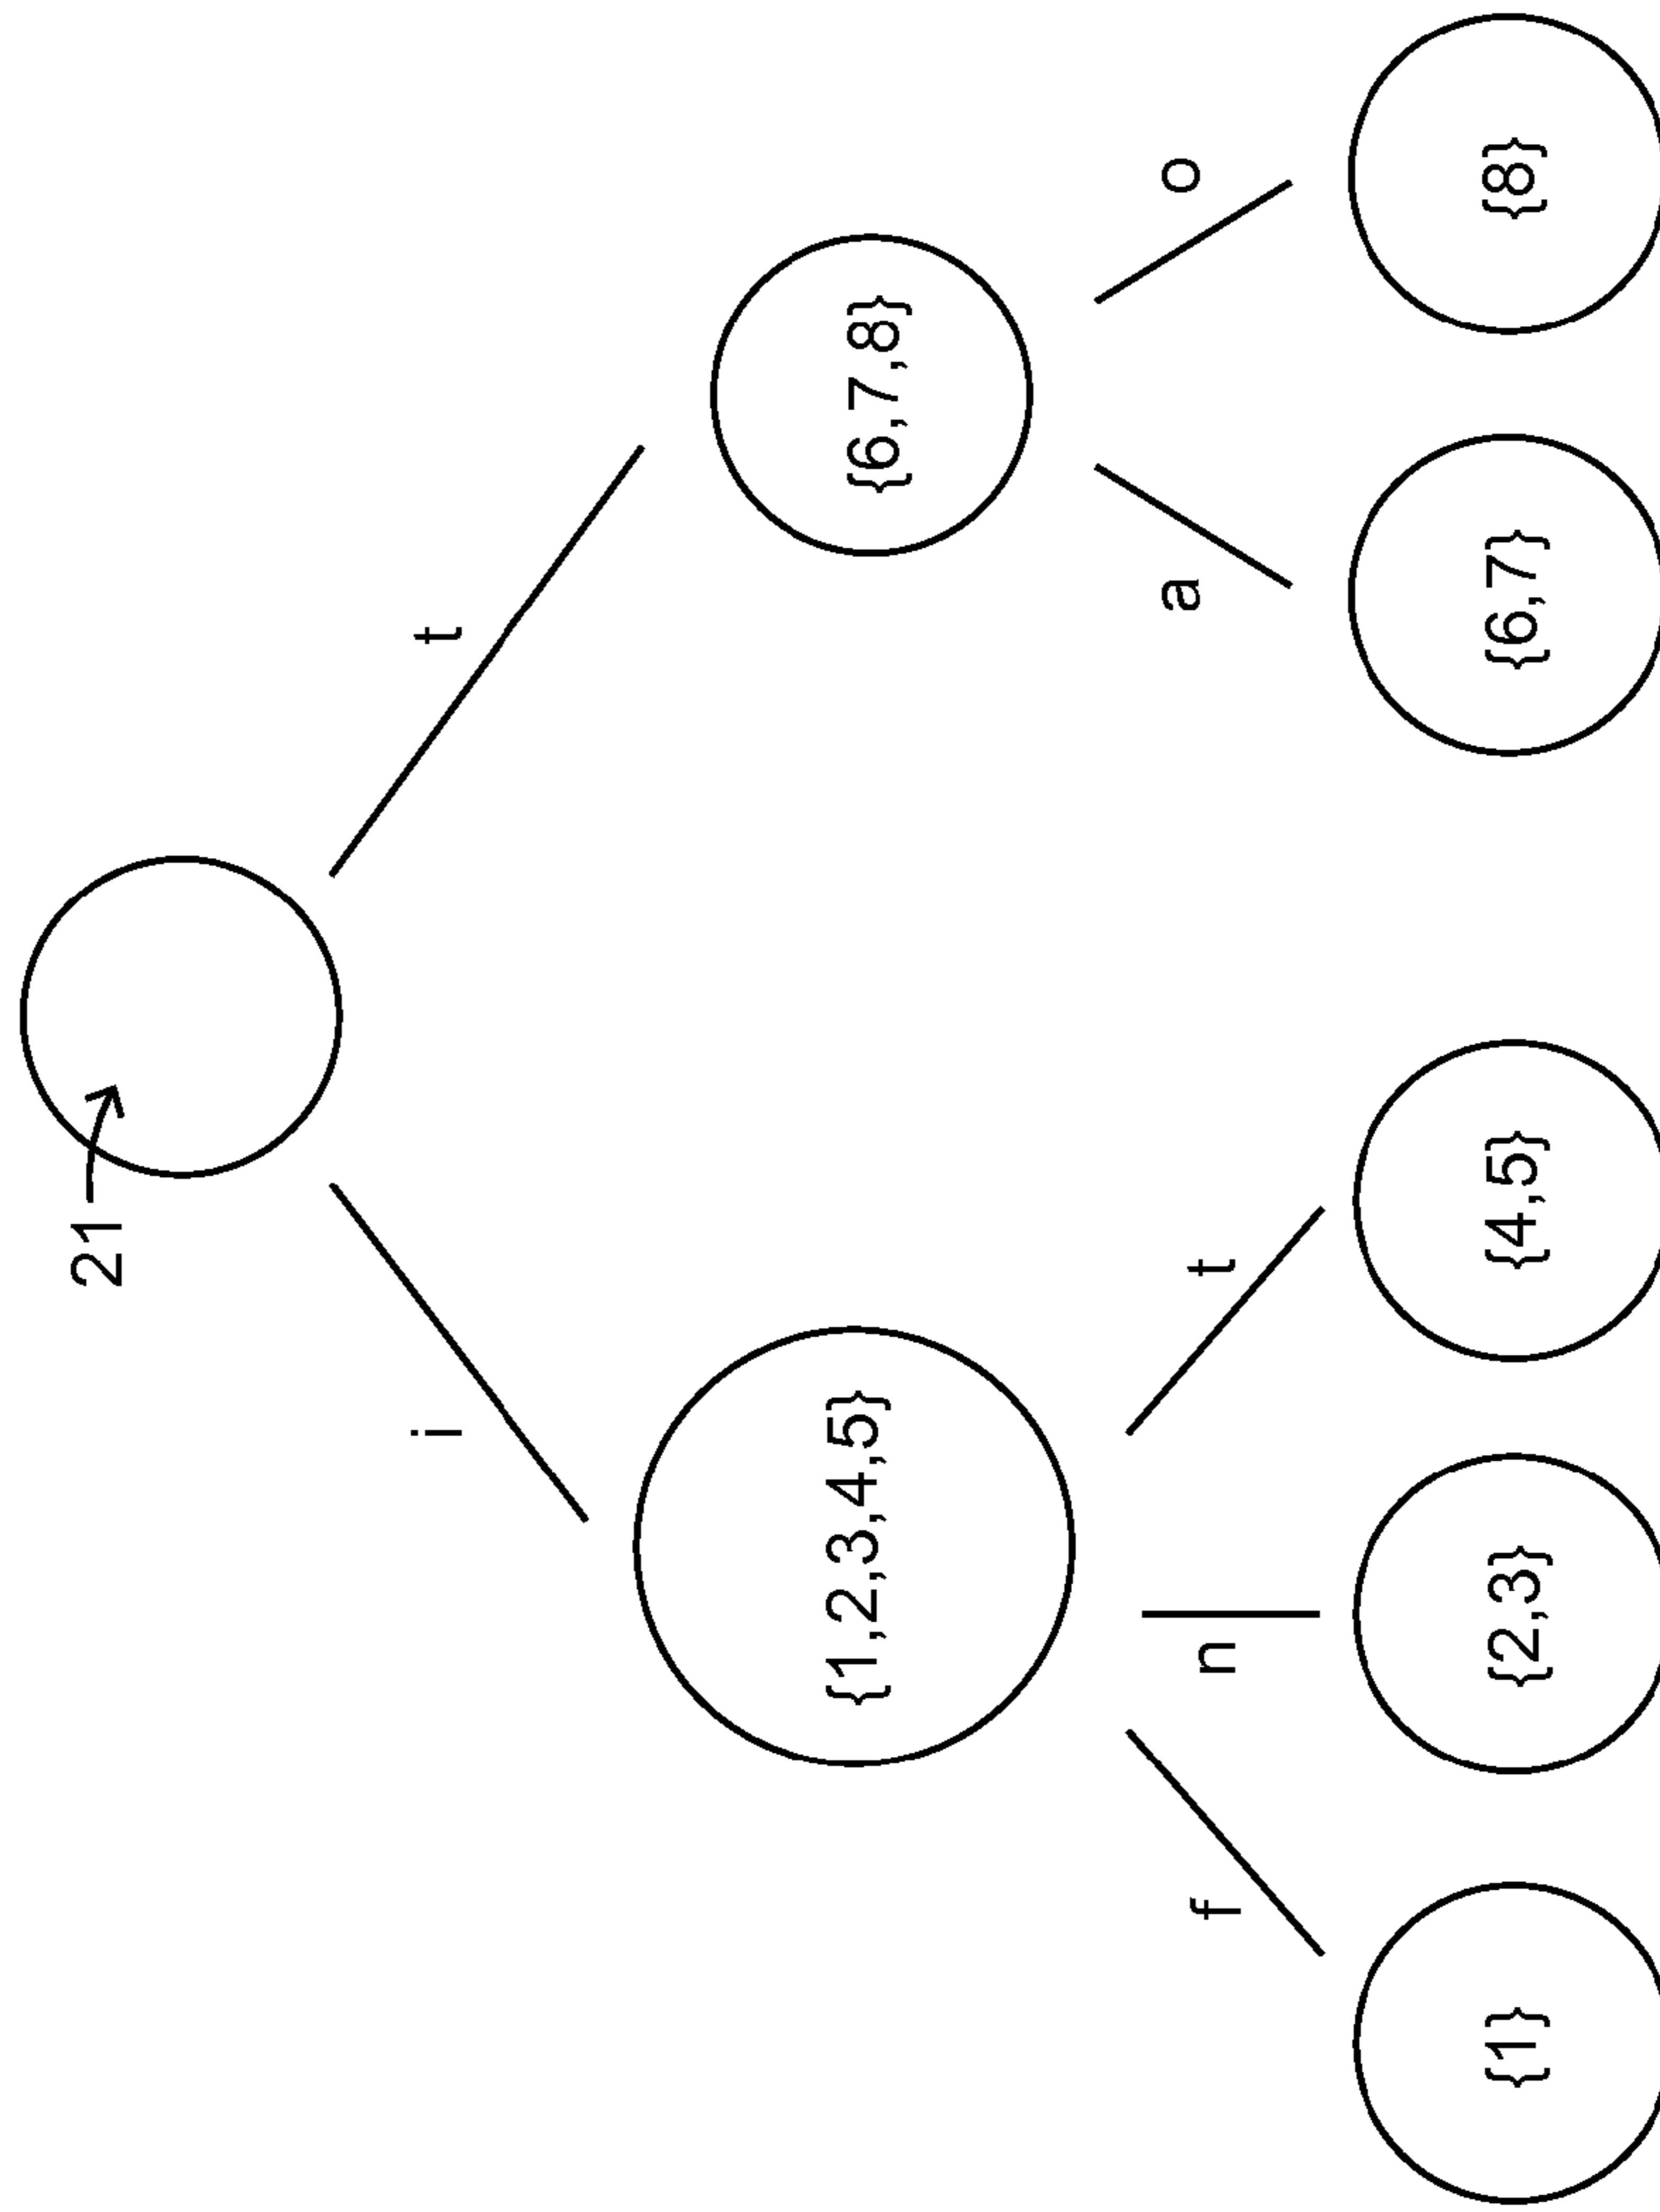 21
i
t
{1,2,3,4,5}
{6,7,8}
f
n
t
a
o
{1}
{2,3}
{4,5}
{6,7}
{8}